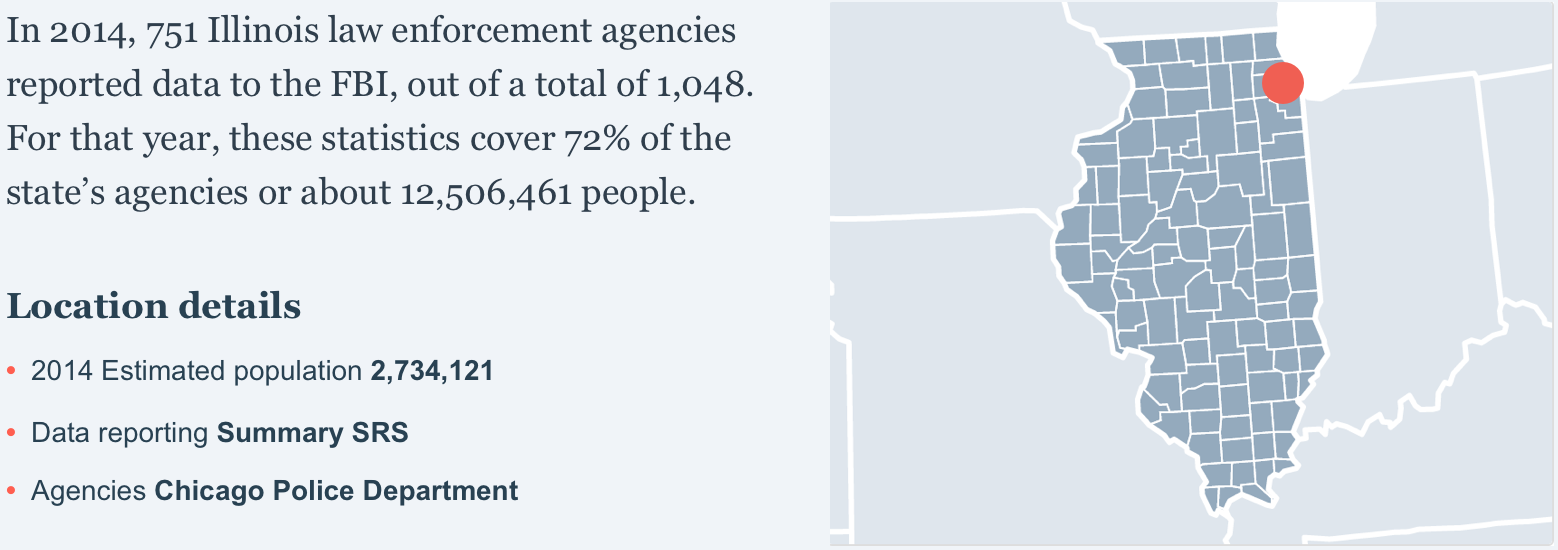 In 2014, 751 Illinois law enforcement agencies
reported data to the FBI, out of a total of 1,048.
For that year, these statistics cover 72% of the
state’s agencies or about 12,506,461 people.
Location details
• 2014 Estimated population 2,734,121
• Data reporting Summary SRS
• Agencies Chicago Police Department